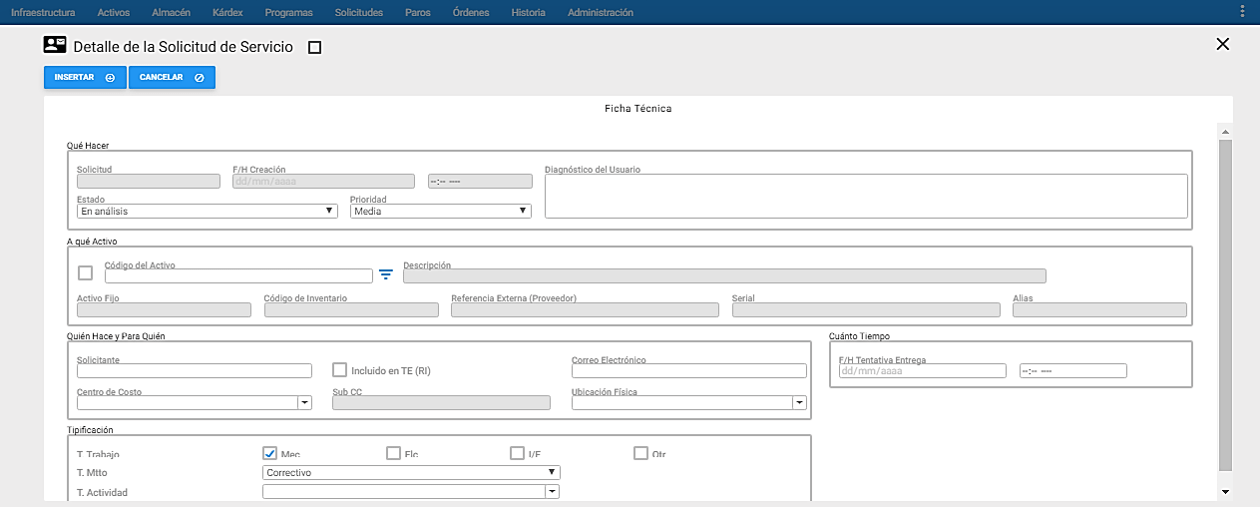 Infraestructura Activos Almacén Kárdex Programas Solicitudes Paros Órdenes Historia Administración
Detalle de la Solicitud de Servicio
INSERTAR CANCELAR
Ficha Técnica
Qué Hacer
Solicitud F/H Creación Diagnóstico del Usuario
dd/mm/aaaa --:-- ----
Estado Prioridad
En análisis Media
A qué Activo
Código del Activo Descripción
Activo Fijo Código de Inventario Referencia Externa (Proveedor) Serial Alias
Quién Hace y Para Quién Cuánto Tiempo
Solicitante Incluido en TE (RI) Correo Electrónico F/H Tentativa Entrega
dd/mm/aaaa --:-- ----
Centro de Costo Sub CC Ubicación Física
Tipificación
T. Trabajo Mec Elc I/E Otr
T. Mtto Correctivo
T. Actividad